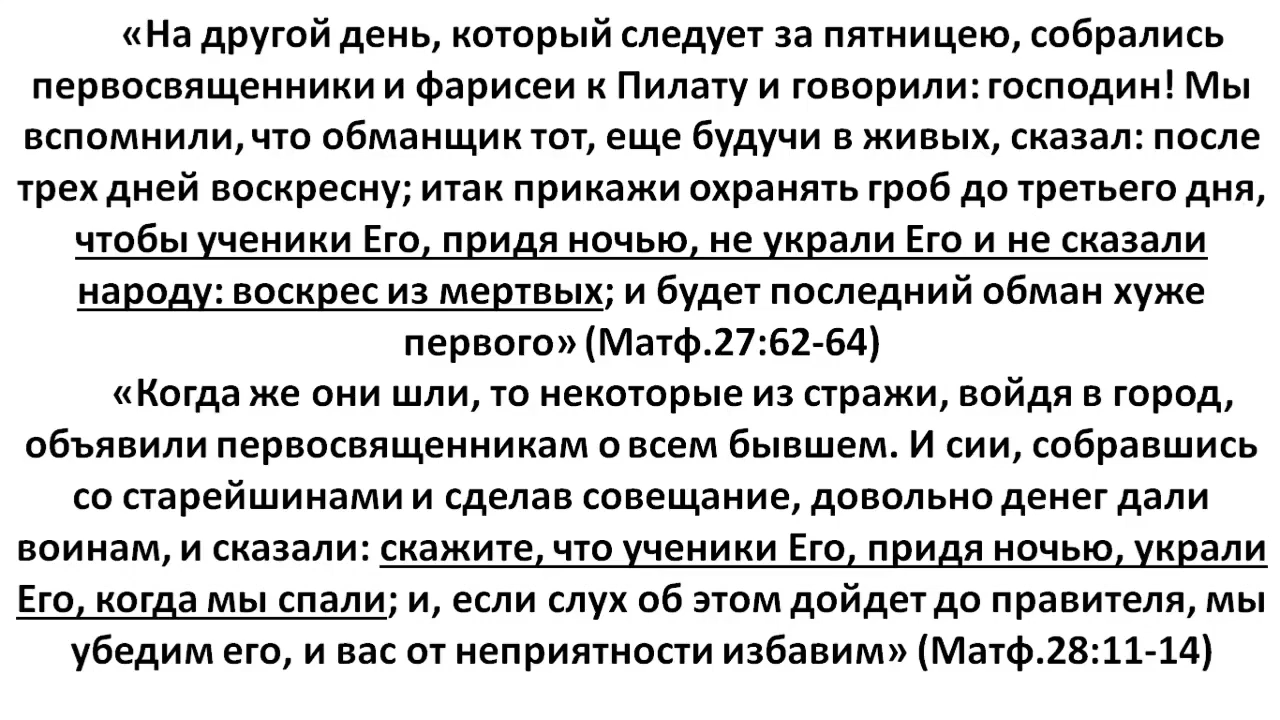 «На другой день, который следует за пятницею, собрались
первосвященники и фарисеи к Пилату и говорили: господин! Мы
вспомнили, что обманщик тот, еще будучи в живых, сказал: после
трех дней воскресну; итак прикажи охранять гроб до третьего дня,
чтобы ученики Его, придя ночью, не украли Его и не сказали
народу: воскрес из мертвых; и будет последний обман хуже
первого» (Матф.27:62-64)
«Когда же они шли, то некоторые из стражи, войдя в город,
объявили первосвященникам о всем бывшем. И сии, собравшись
со старейшинами и сделав совещание, довольно денег дали
воинам, и сказали: скажите, что ученики Его, придя ночью, украли
Его, когда мы спали; и, если слух об этом дойдет до правителя, мы
убедим его, и вас от неприятности избавим» (Матф.28:11-14)